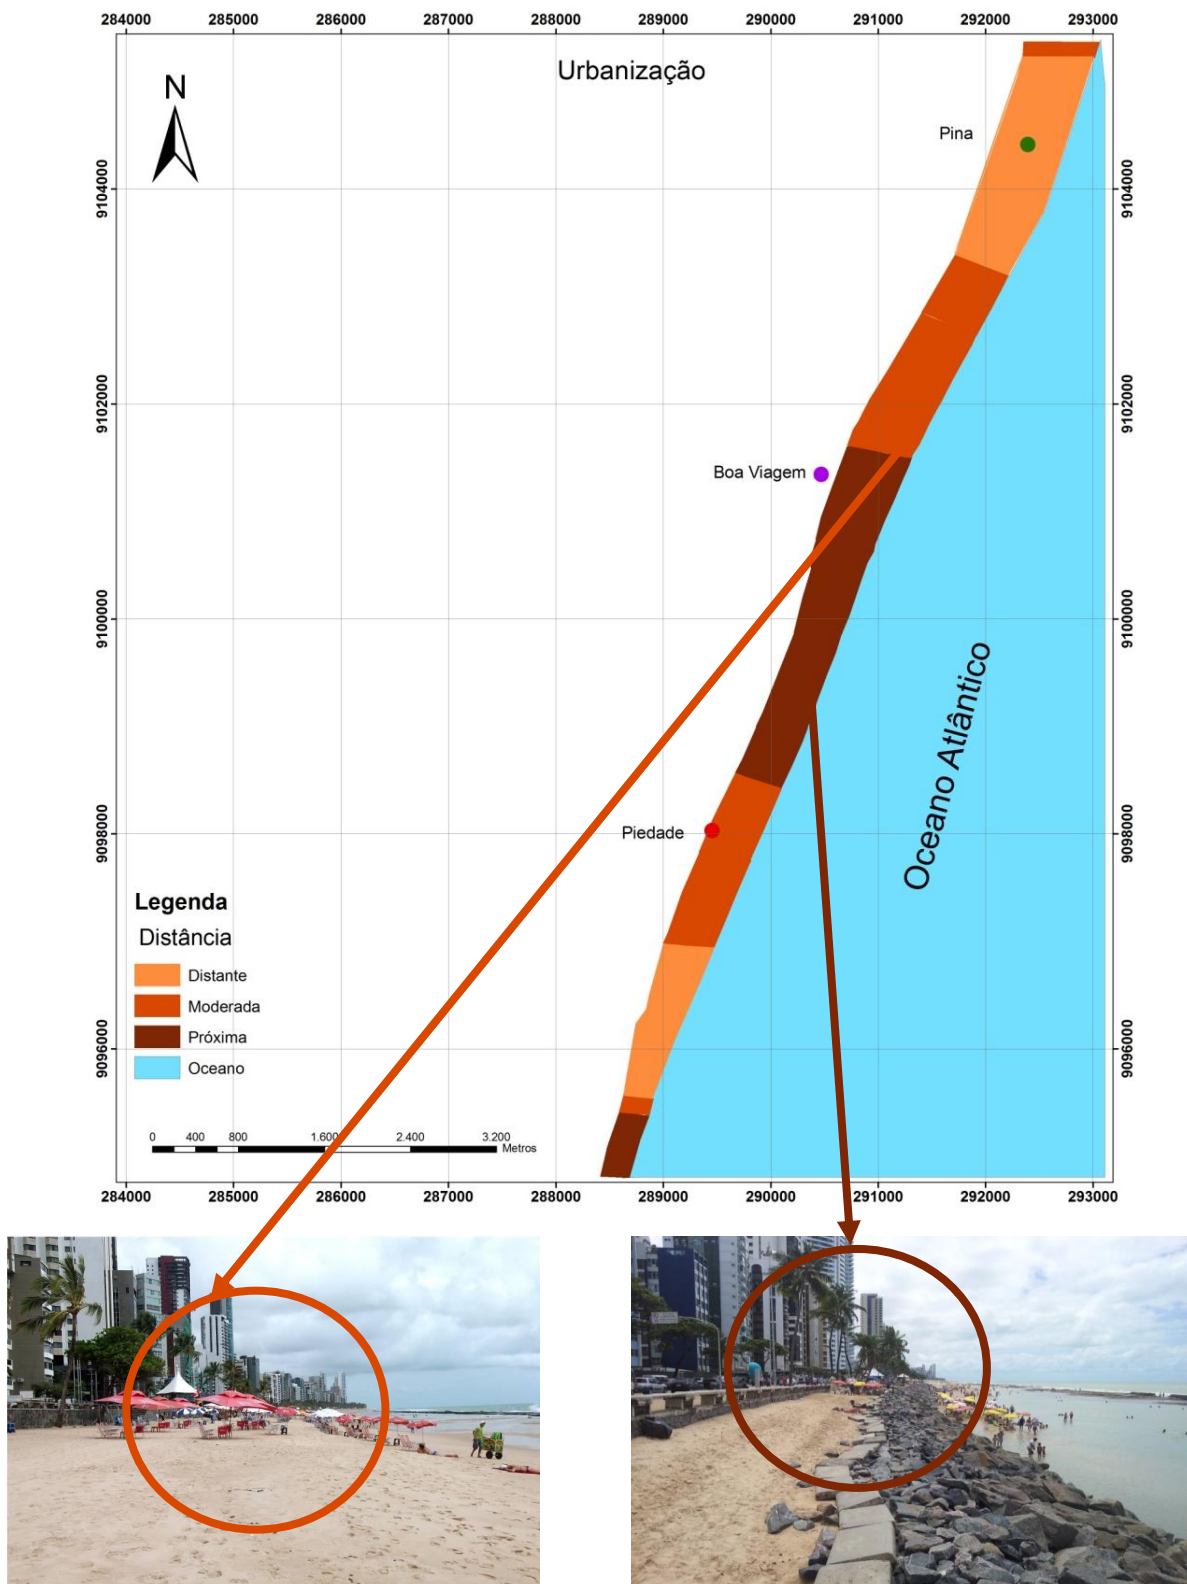 284000 285000 286000 287000 288000 289000 290000 291000 292000 293000
Urbanização
N
Pina
9104000 9104000
9102000 9102000
Boa Viagem
9100000 9100000
Oceano Atlântico
9098000 9098000
Piedade
Legenda
Distância
Distante
Moderada
Próxima
9096000 9096000
Oceano
0 400 800 1.600 2.400 3.200
Metros
284000 285000 286000 287000 288000 289000 290000 291000 292000 293000